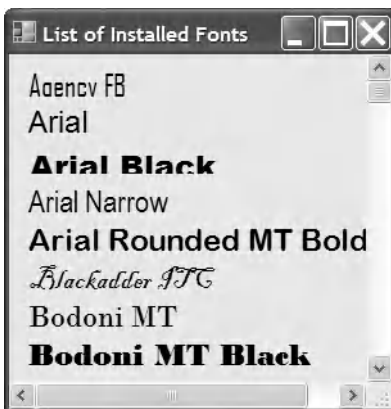 List of Installed Fonts
Agency FB
Arial
Arial Black
Arial Narrow
Arial Rounded MT Bold
Blackadder ITC
Bodoni MT
Bodoni MT Black